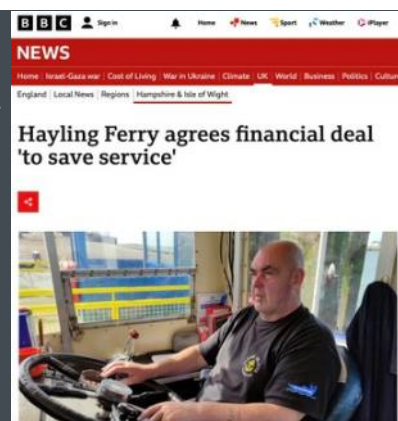 BBC Sign in Home News Sport Weather iPlayer
NEWS
Home Israel-Gaza war Cost of Living War in Ukraine Climate UK World Business Politics Cultur
England Local News Regions Hampshire & Isle of Wight
Hayling Ferry agrees financial deal
'to save service'